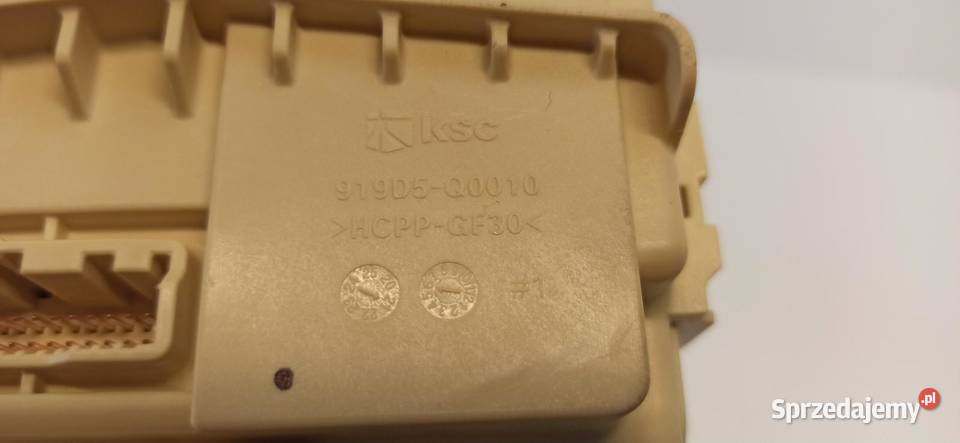 ksc
919D5-Q0010
>HCPP-GF30<
#1
Sprzedajemy.pl